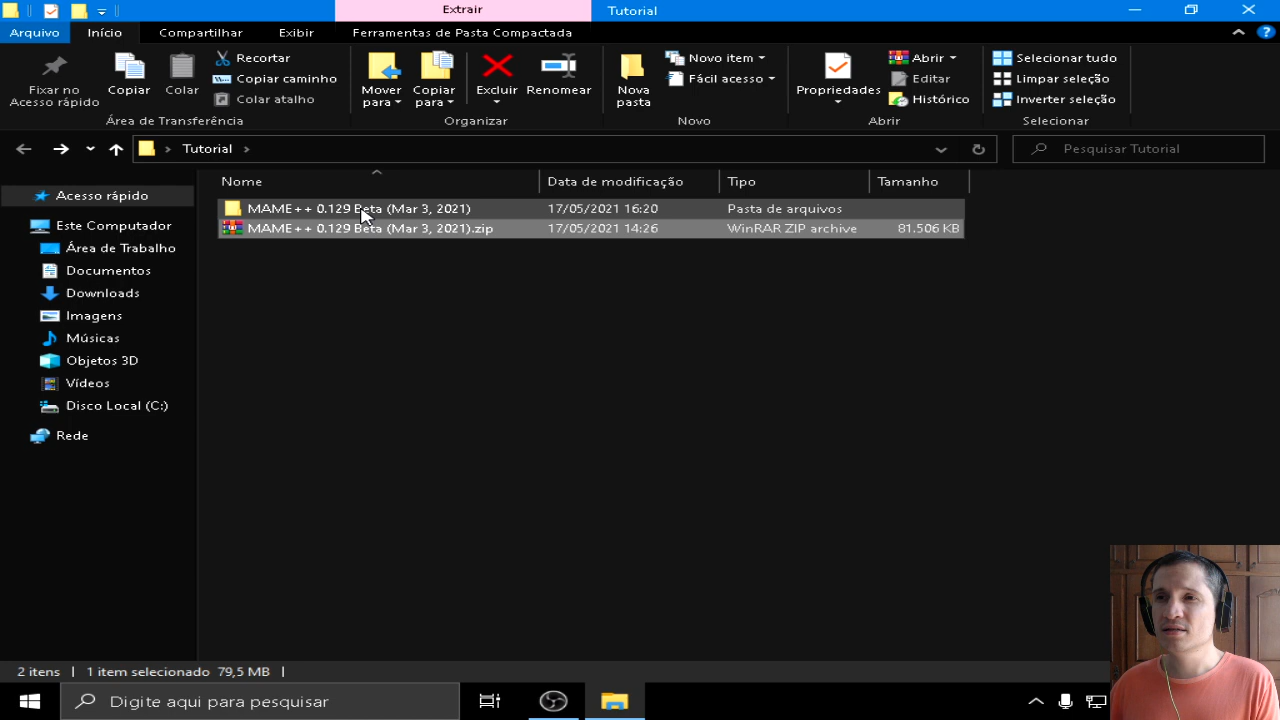 Extrair
Tutorial
Arquivo
Início
Compartilhar
Exibir
Ferramentas de Pasta Compactada
Fixar no
Acesso rápido
Copiar
Colar
Recortar
Copiar caminho
Colar atalho
Área de Transferência
Mover
para
Copiar
para
Excluir
Renomear
Organizar
Nova
pasta
Novo item
Fácil acesso
Novo
Propriedades
Abrir
Editar
Histórico
Abrir
Selecionar tudo
Limpar seleção
Inverter seleção
Selecionar
Tutorial
Pesquisar Tutorial
Nome
Data de modificação
Tipo
Tamanho
MAME++ 0.129 Beta (Mar 3, 2021) 17/05/2021 16:20 Pasta de arquivos
MAME++ 0.129 Beta (Mar 3, 2021).zip 17/05/2021 14:26 WinRAR ZIP archive 81.506 KB
Acesso rápido
Este Computador
Área de Trabalho
Documentos
Downloads
Imagens
Músicas
Objetos 3D
Vídeos
Disco Local (C:)
Rede
2 itens | 1 item selecionado 79,5 MB |
Digite aqui para pesquisar